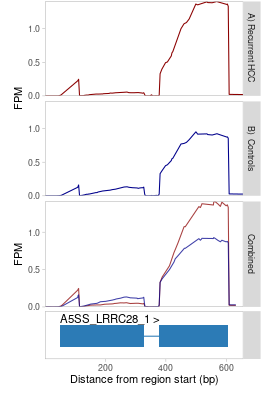 1.0
0.5
0.0
A) Recurrent HCC
FPM
1.0
0.5
0.0
B) Controls
1.0
0.5
0.0
FPM
Combined
A5SS_LRRC28_1 >
200 400 600
Distance from region start (bp)